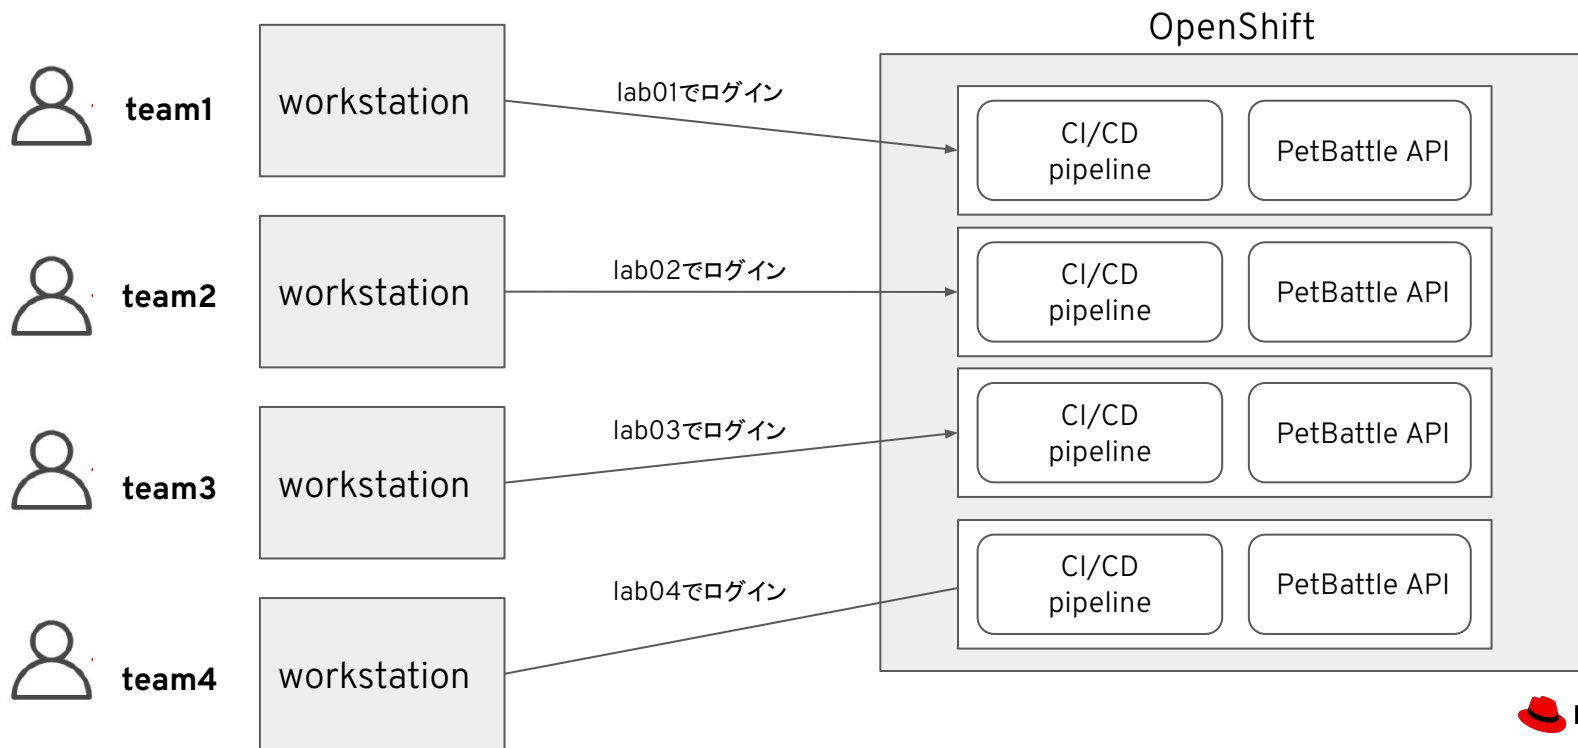 OpenShift
team1
workstation
lab01でログイン
CI/CD
pipeline
PetBattle API
team2
workstation
lab02でログイン
CI/CD
pipeline
PetBattle API
team3
workstation
lab03でログイン
CI/CD
pipeline
PetBattle API
team4
workstation
lab04でログイン
CI/CD
pipeline
PetBattle API